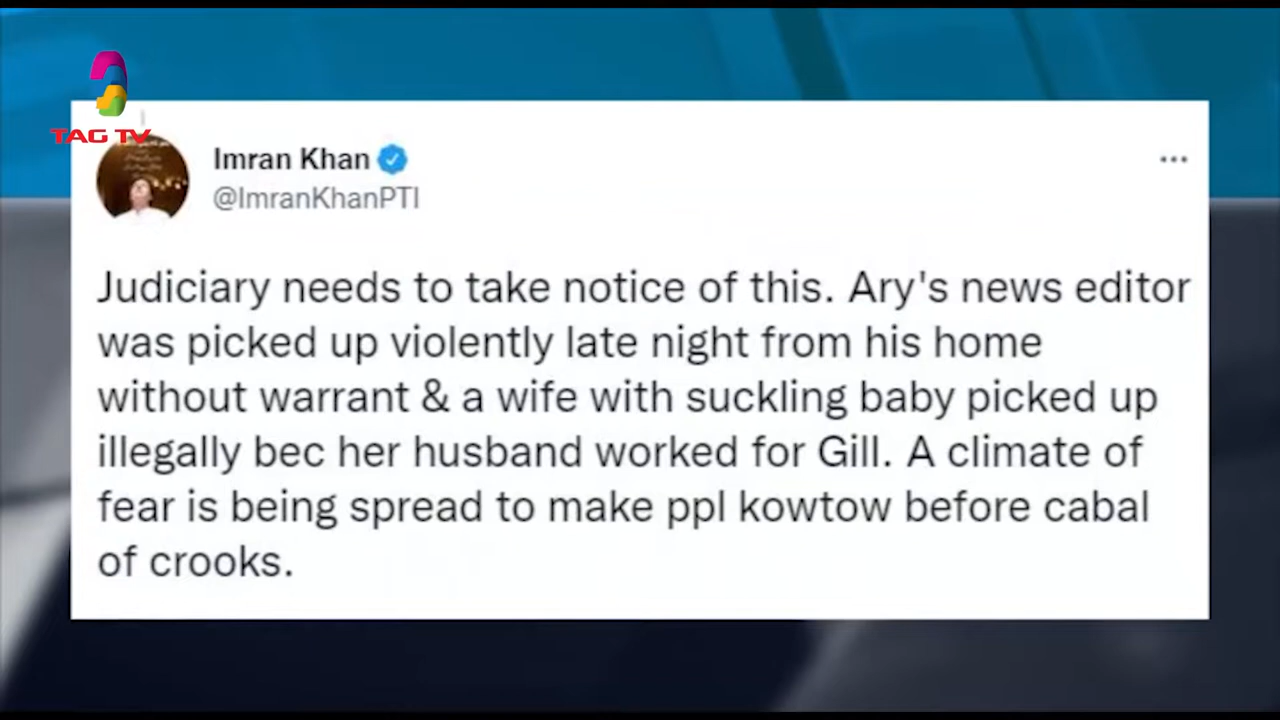 TAG TV
Imran Khan
@ImranKhanPTI
Judiciary needs to take notice of this. Ary's news editor
was picked up violently late night from his home
without warrant & a wife with suckling baby picked up
illegally bec her husband worked for Gill. A climate of
fear is being spread to make ppl kowtow before cabal
of crooks.